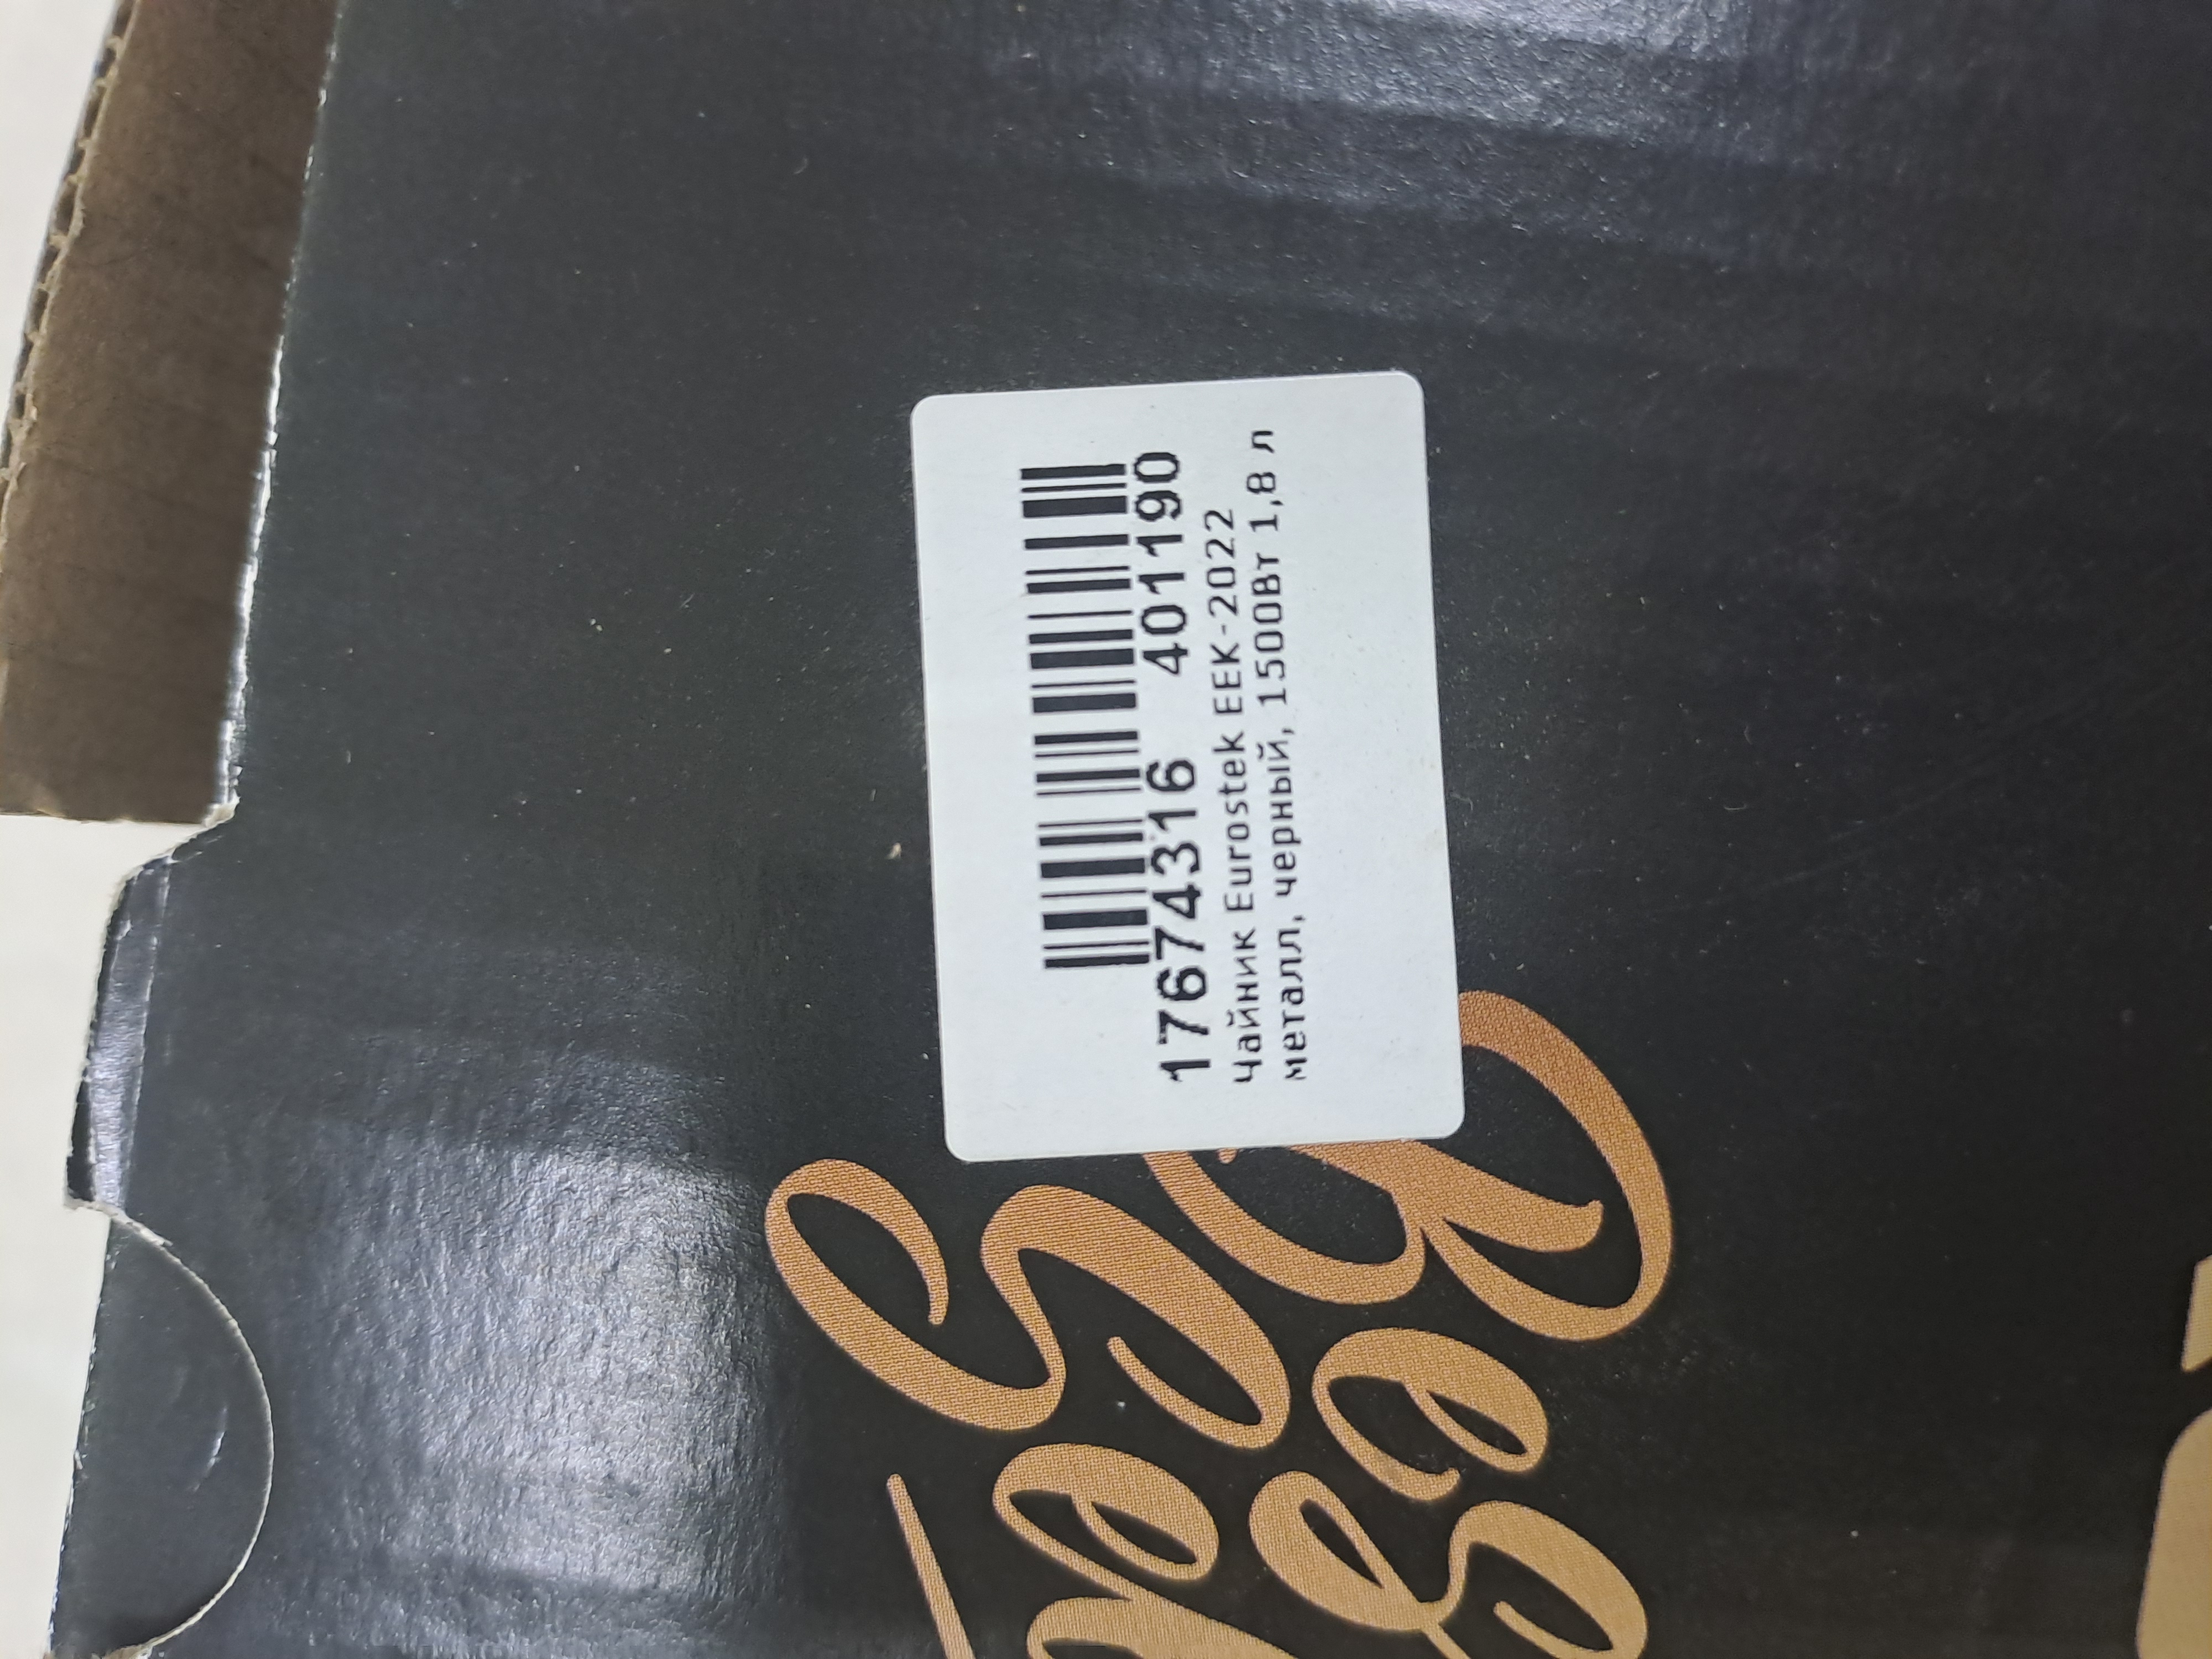 17674316 401190
Чайник Eurostek EEK-2022
металл, черный, 1500Вт 1,8 л